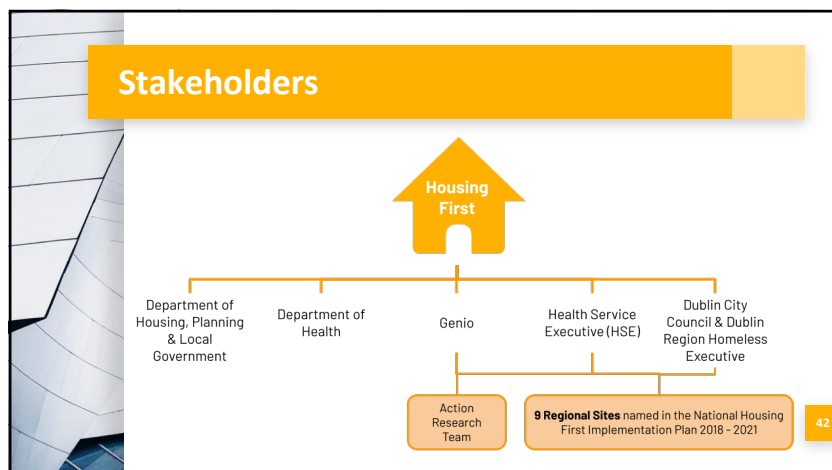 Stakeholders
Housing
First
Department of
Housing, Planning
& Local
Government
Department of
Health
Genio
Health Service
Executive (HSE)
Dublin City
Council & Dublin
Region Homeless
Executive
Action
Research
Team
9 Regional Sites named in the National Housing
First Implementation Plan 2018 - 2021
42